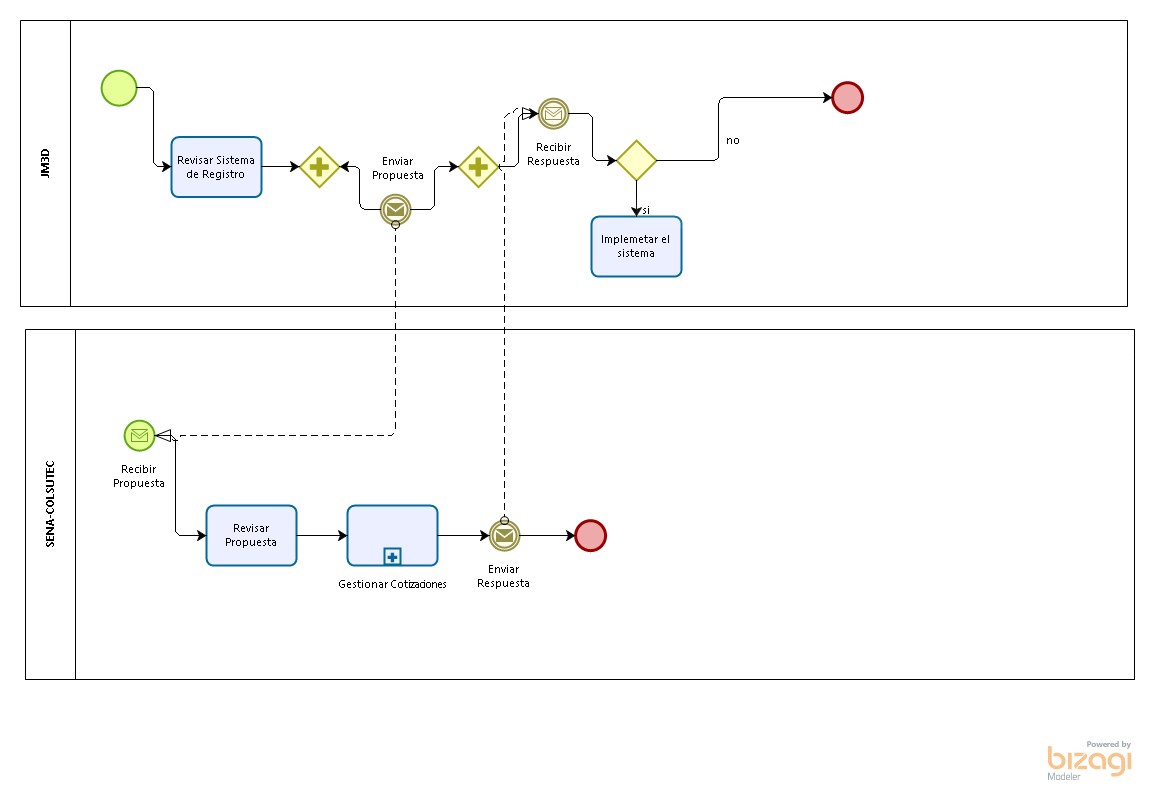 JM3D
Revisar Sistema
de Registro
Enviar
Propuesta
Recibir
Respuesta
no
si
Implemetar el
sistema
SENA-COLSUTEC
Recibir
Propuesta
Revisar
Propuesta
Gestionar Cotizaciones
Enviar
Respuesta
Powered by
bizagi
Modeler